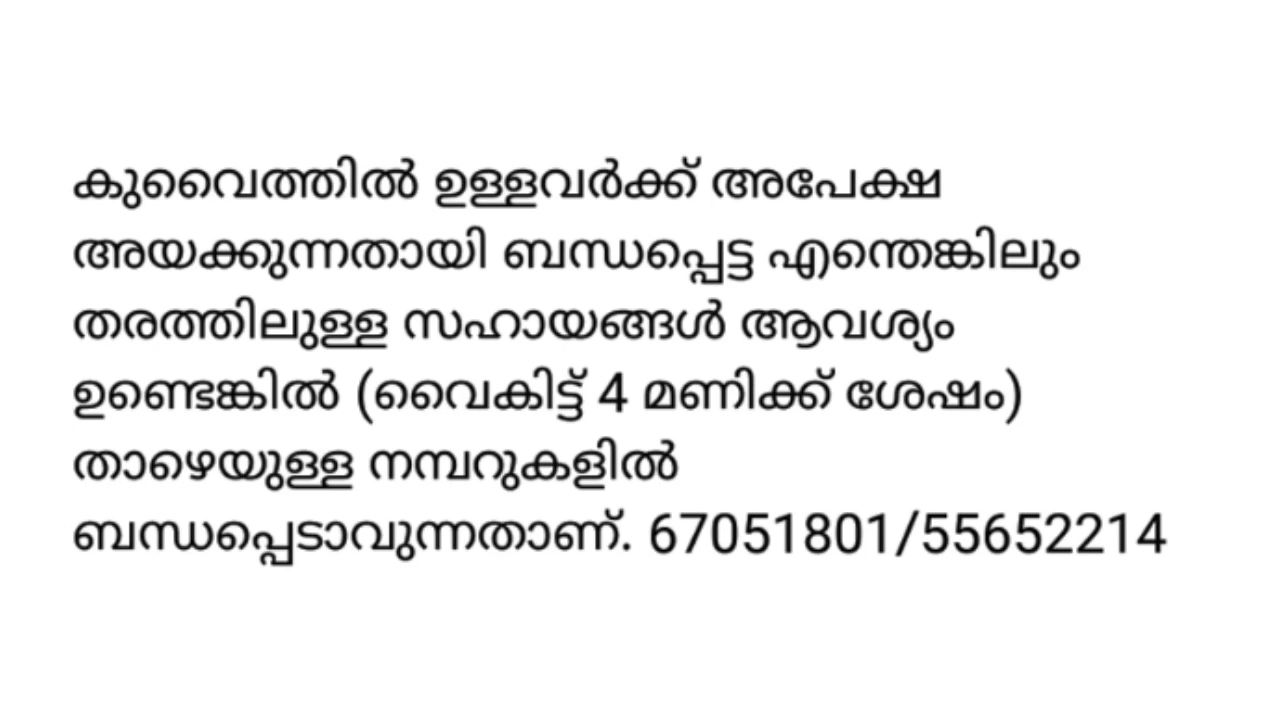 കുവൈത്തിൽ ഉള്ളവർക്ക് അപേക്ഷ
അയക്കുന്നതായി ബന്ധപ്പെട്ട എന്തെങ്കിലും
തരത്തിലുള്ള സഹായങ്ങൾ ആവശ്യം
ഉണ്ടെങ്കിൽ (വൈകിട്ട് 4 മണിക്ക് ശേഷം)
താഴെയുള്ള നമ്പറുകളിൽ
ബന്ധപ്പെടാവുന്നതാണ്. 67051801/55652214